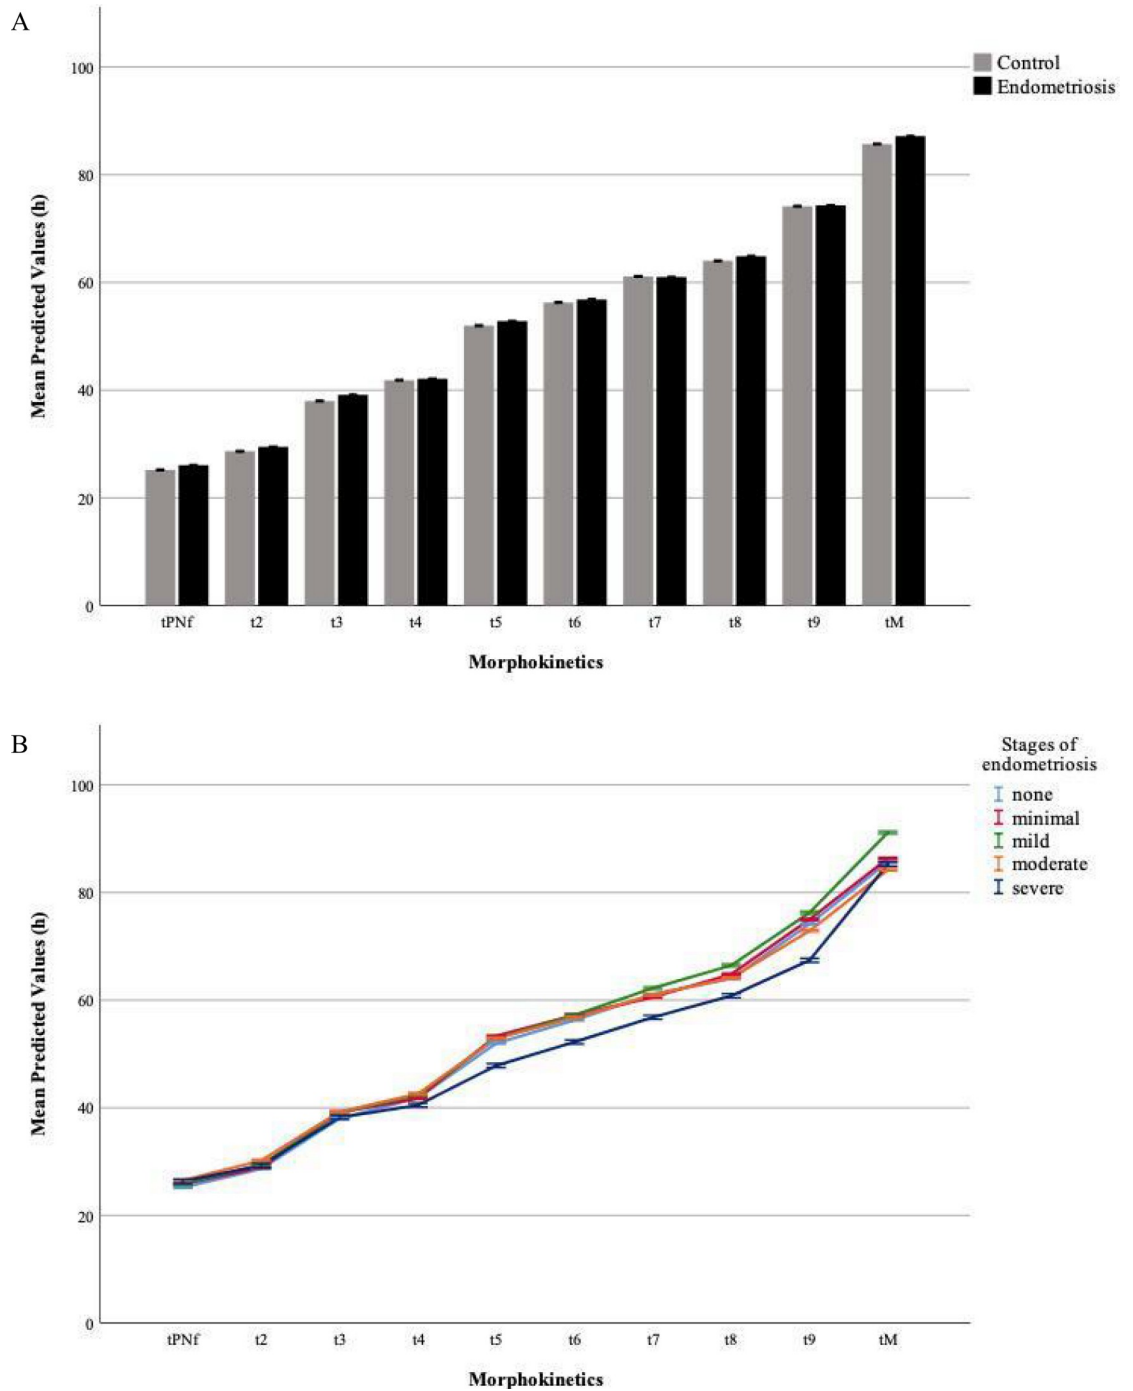 A
100
80
60
40
20
0
Mean Predicted Values (h)
tPNf t2 t3 t4 t5 t6 t7 t8 t9 tM
Morphokinetics
Control
Endometriosis
B
100
80
60
40
20
0
Mean Predicted Values (h)
tPNf t2 t3 t4 t5 t6 t7 t8 t9 tM
Morphokinetics
Stages of
endometriosis
none
minimal
mild
moderate
severe